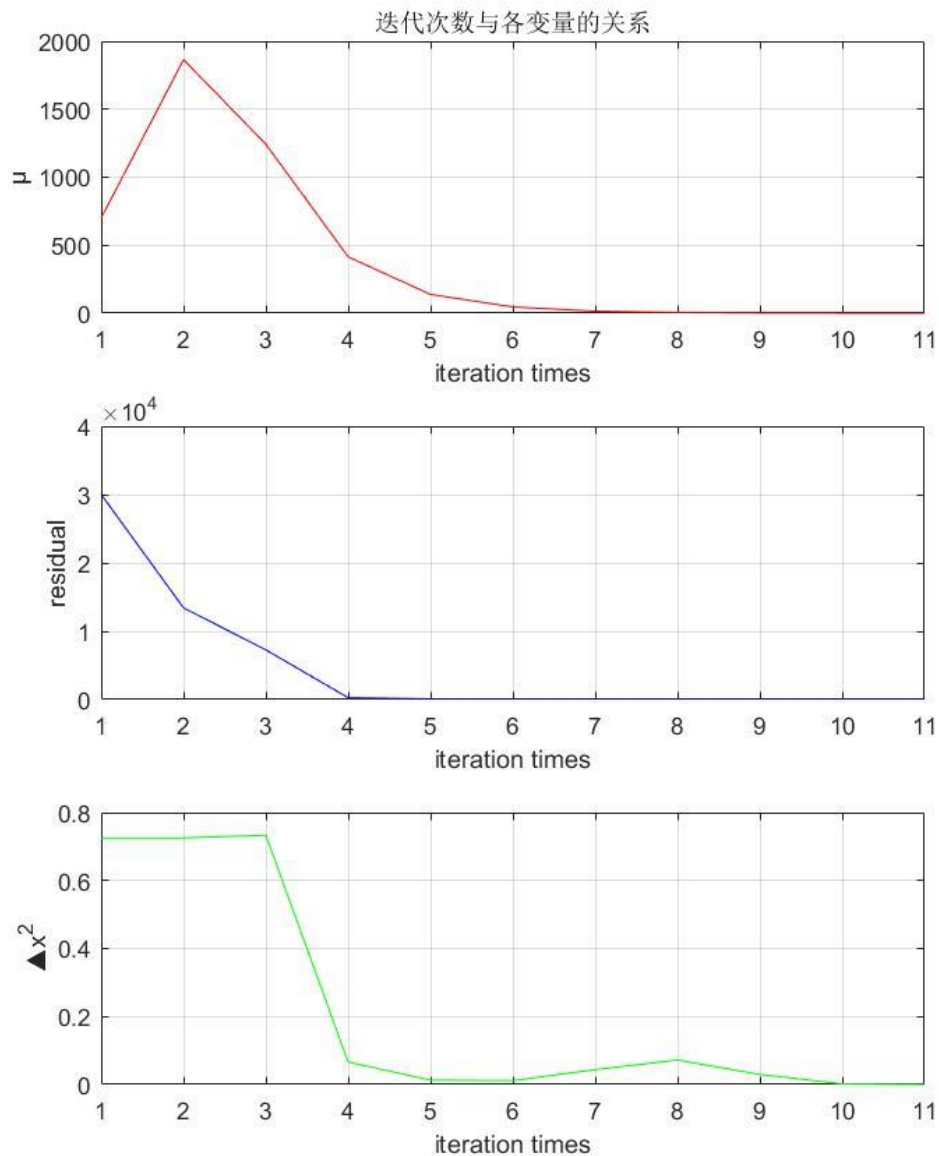 迭代次数与各变量的关系
2000
1500
1000
500
0
μ
1 2 3 4 5 6 7 8 9 10 11
iteration times
×10⁴
4
3
2
1
0
residual
1 2 3 4 5 6 7 8 9 10 11
iteration times
0.8
0.6
0.4
0.2
0
▲x²
1 2 3 4 5 6 7 8 9 10 11
iteration times